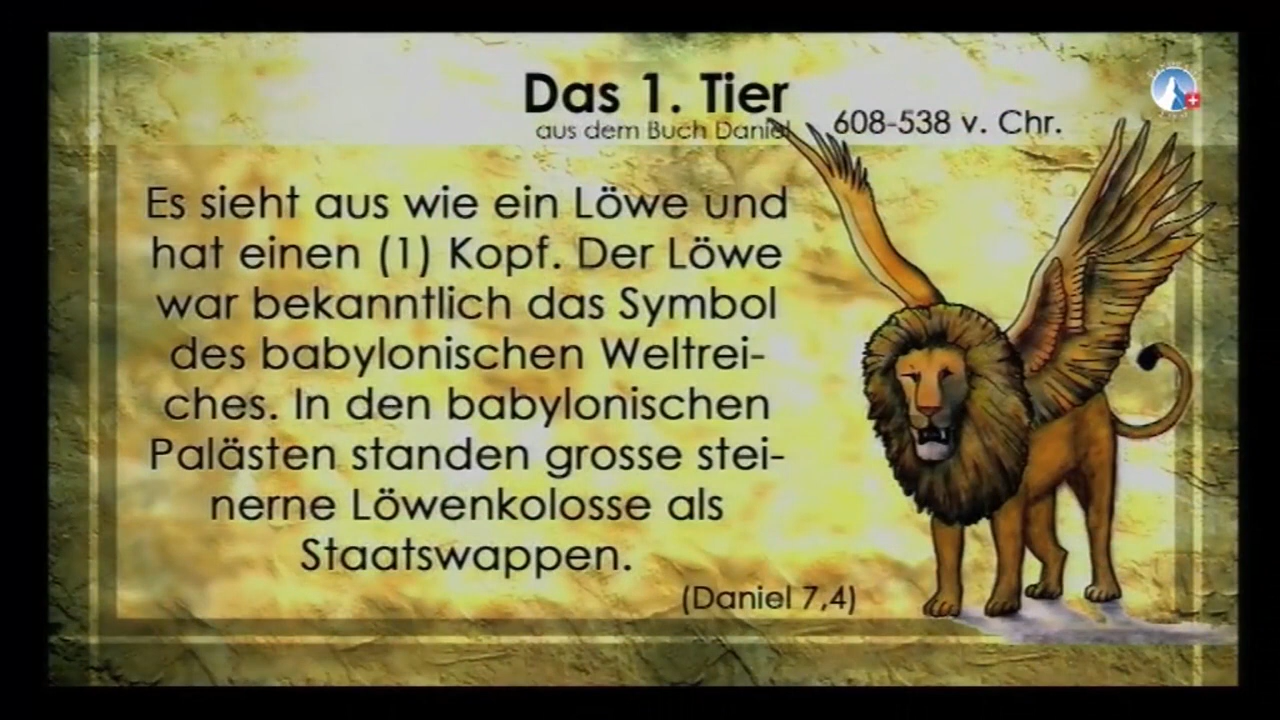 Das 1. Tier
aus dem Buch Daniel
608-538 v. Chr.
Es sieht aus wie ein Löwe und
hat einen (1) Kopf. Der Löwe
war bekanntlich das Symbol
des babylonischen Weltrei-
ches. In den babylonischen
Palästen standen grosse stei-
nerne Löwenkolosse als
Staatswappen.
(Daniel 7,4)